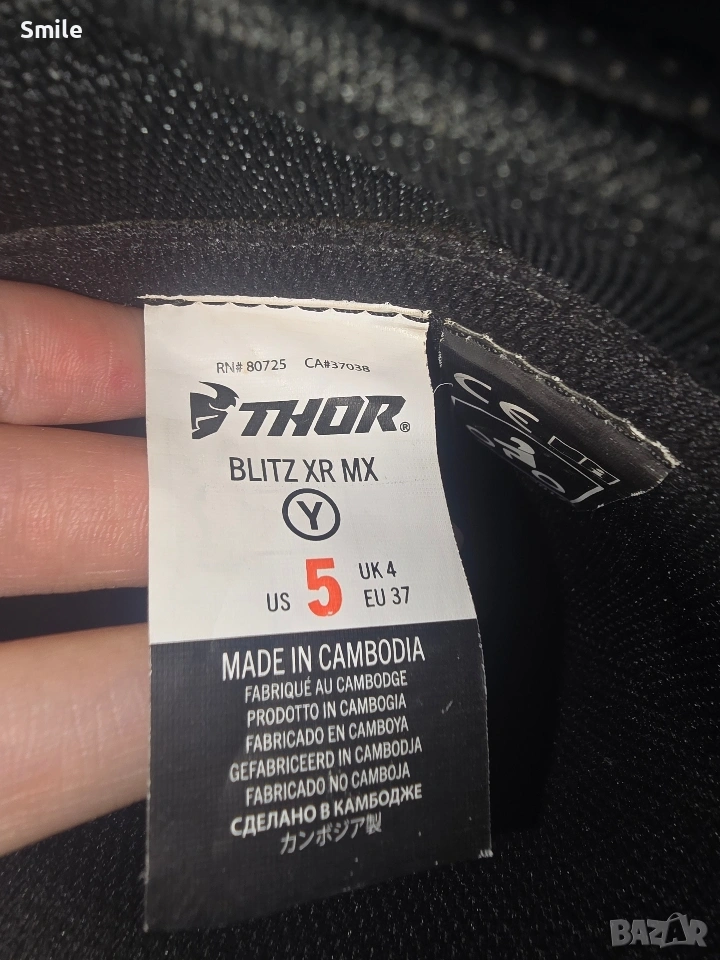 Smile
RN# 80725 CA#37038
THOR®
BLITZ XR MX
Y
US 5 UK 4
EU 37
MADE IN CAMBODIA
FABRIQUÉ AU CAMBODGE
PRODOTTO IN CAMBOGIA
FABRICADO EN CAMBOYA
GEFABRICEERD IN CAMBODJA
FABRICADO NO CAMBOJA
СДЕЛАНО В КАМБОДЖЕ
カンボジア製
CE
BAZAR